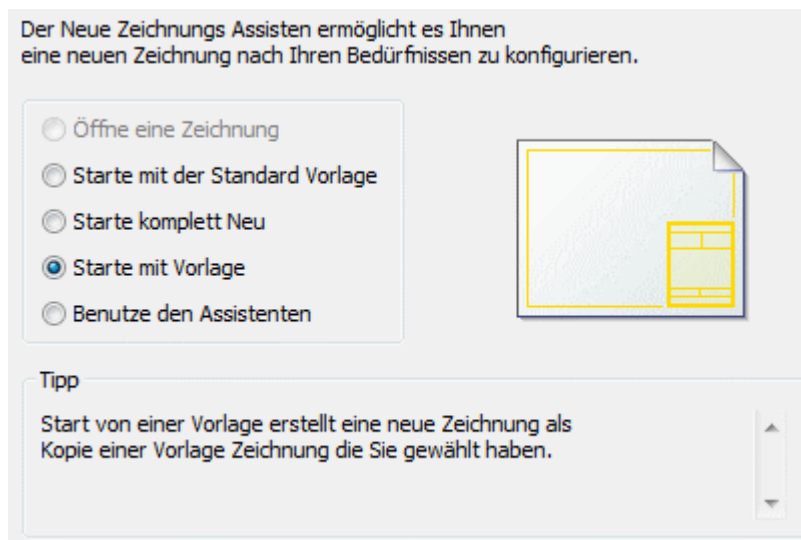 Der Neue Zeichnungs Assisten ermöglicht es Ihnen
eine neuen Zeichnung nach Ihren Bedürfnissen zu konfigurieren.
Öffne eine Zeichnung
Starte mit der Standard Vorlage
Starte komplett Neu
Starte mit Vorlage
Benutze den Assistenten
Tipp
Start von einer Vorlage erstellt eine neue Zeichnung als
Kopie einer Vorlage Zeichnung die Sie gewählt haben.